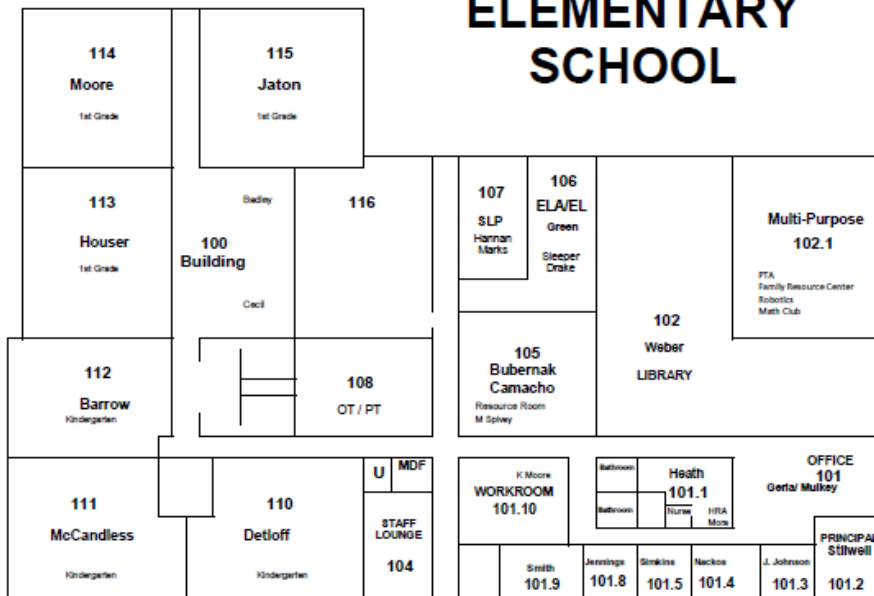 ELEMENTARY
SCHOOL
114
Moore
1st Grade
115
Jaton
1st Grade
113
Houser
1st Grade
Badley
100
Building
Cecil
116
107
SLP
Hannan
Marks
106
ELA/EL
Green
Sleeper
Drake
Multi-Purpose
102.1
PTA
Family Resource Center
Robotics
Math Club
102
Weber
LIBRARY
112
Barrow
Kindergarten
108
OT / PT
105
Bubernak
Camacho
Resource Room
M Spivey
111
McCandless
Kindergarten
110
Detloff
Kindergarten
U
MDF
STAFF
LOUNGE
104
K Moore
WORKROOM
101.10
Bathroom
Bathroom
Heath
101.1
Nurse
HRA
Mora
OFFICE
101
Gerla/ Mulkey
Smith
101.9
Jennings
101.8
Simkins
101.5
Nackos
101.4
J. Johnson
101.3
PRINCIPAL
Stilwell
101.2